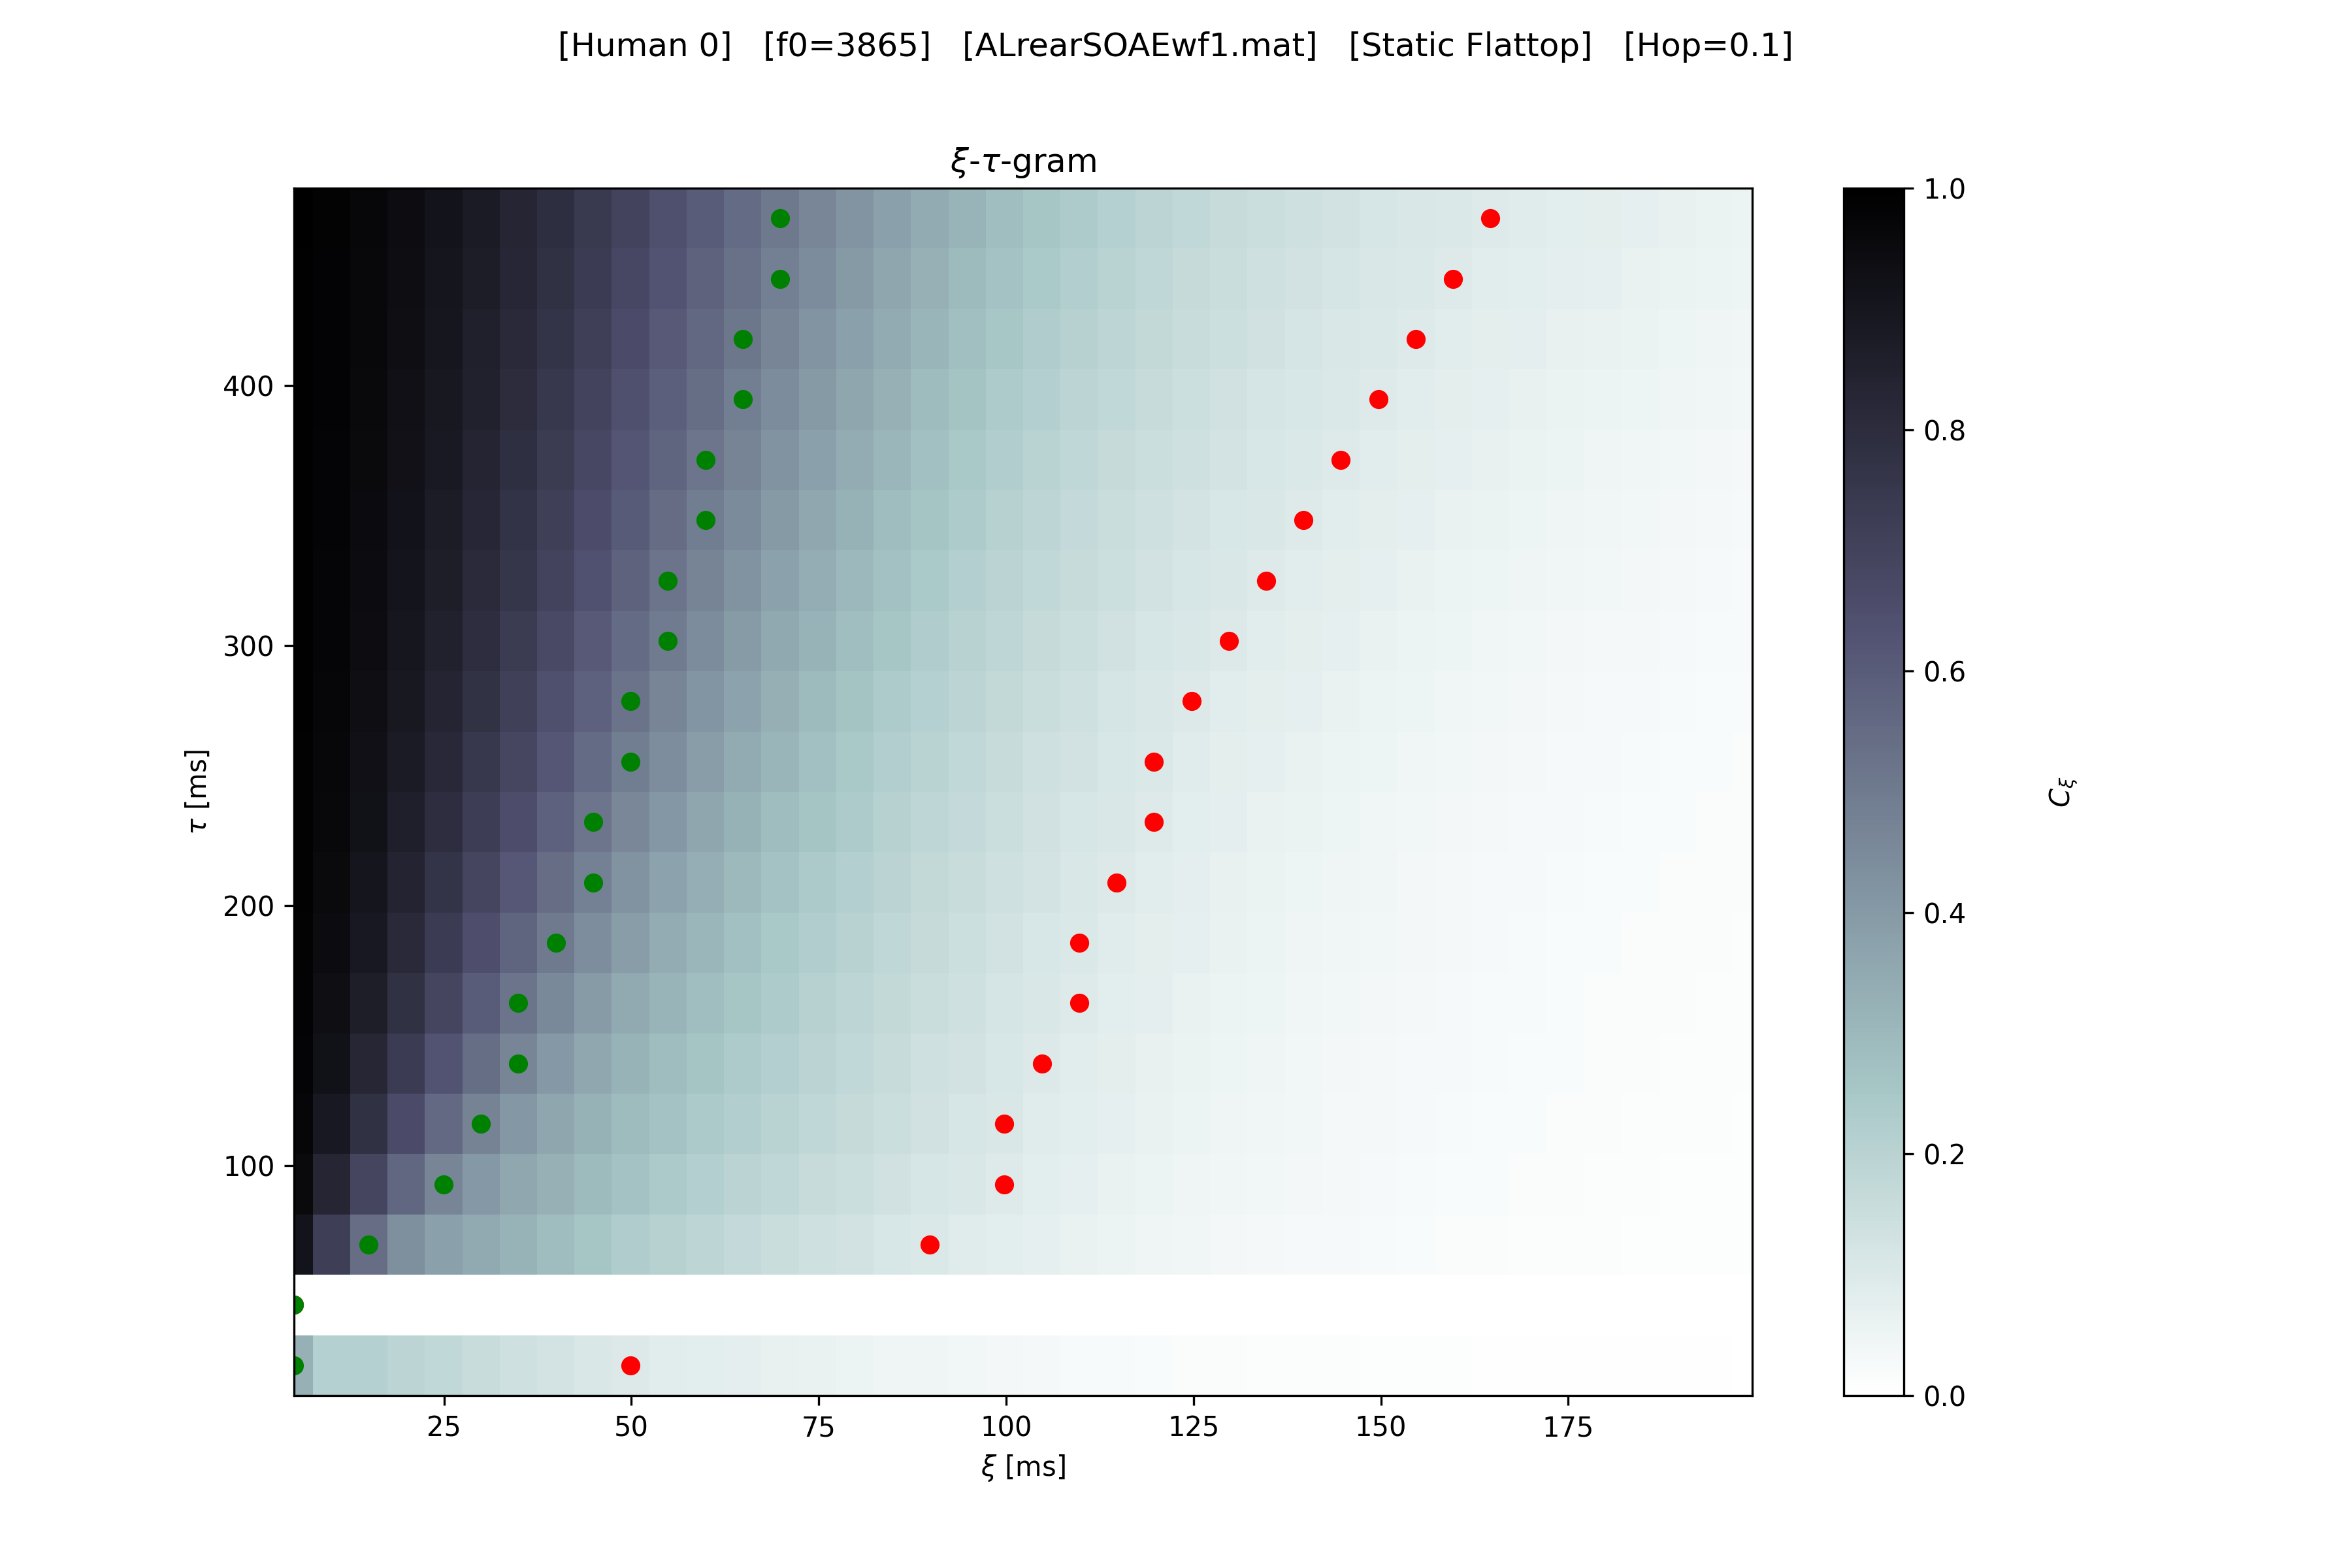 [Human 0]   [f0=3865]   [ALrearSOAEwf1.mat]   [Static Flattop]   [Hop=0.1]
ξ-τ-gram
τ [ms]
400
300
200
100
25 50 75 100 125 150 175
ξ [ms]
1.0
0.8
0.6
0.4
0.2
0.0
Cξ